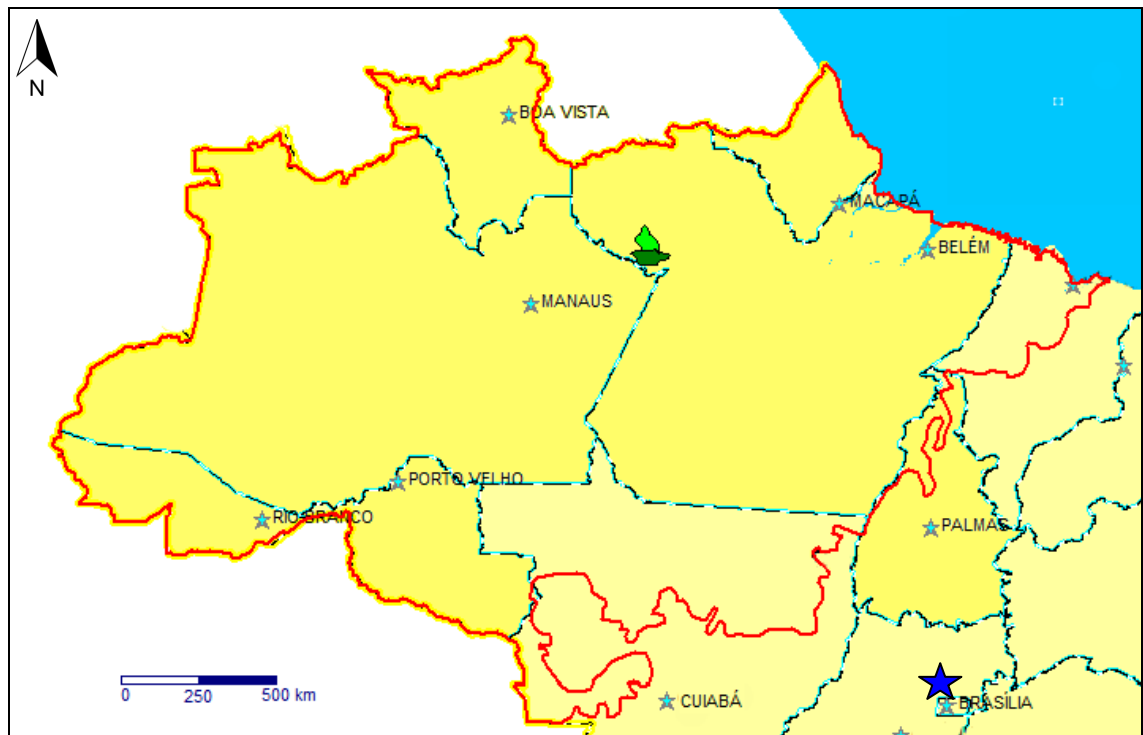 N
BOA VISTA
MACAPÁ
BELÉM
MANAUS
PORTO VELHO
RIO BRANCO
PALMAS
0 250 500 km
CUIABÁ
BRASÍLIA